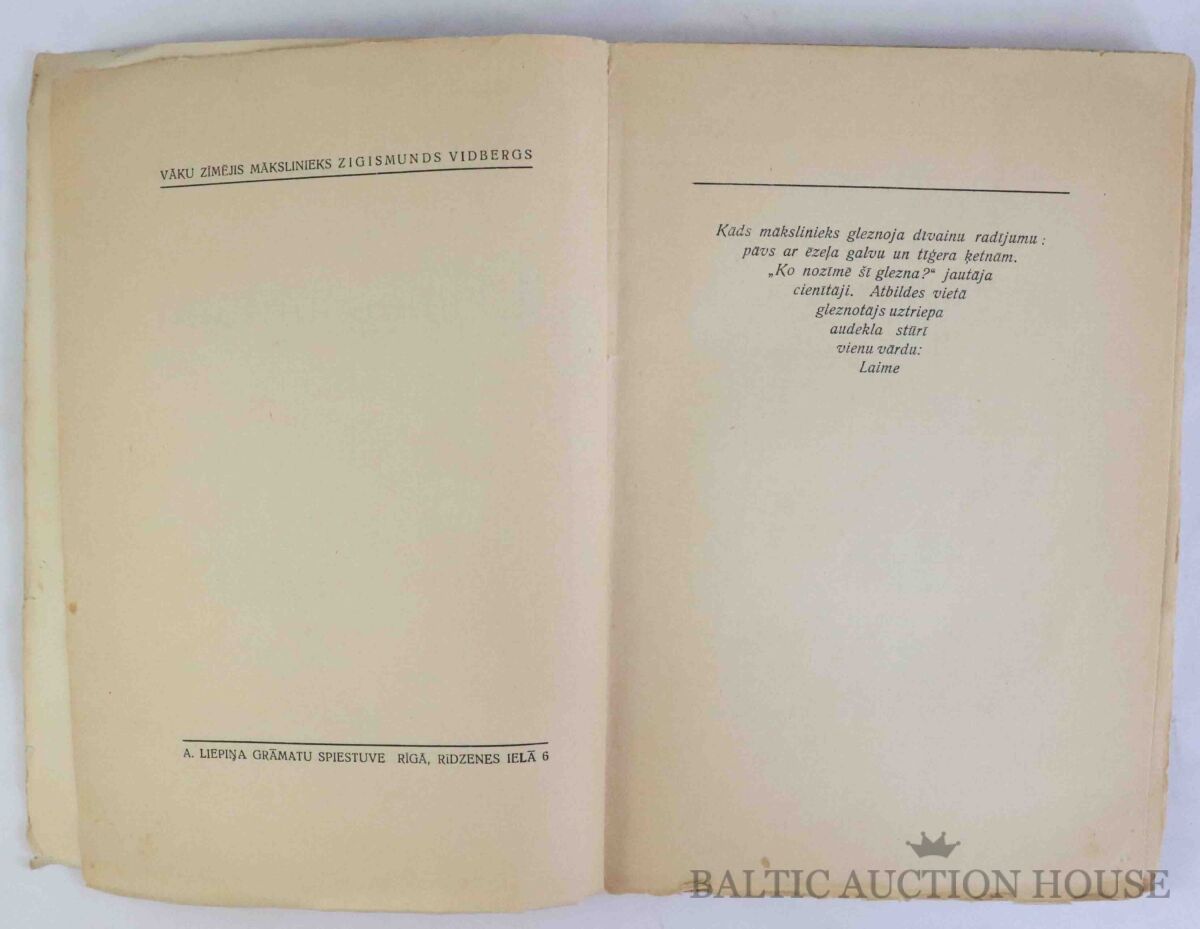 VĀKU ZĪMĒJIS MĀKSLINIEKS ZIGISMUNDS VIDBERGS
A. LIEPIŅA GRĀMATU SPIESTUVE RĪGĀ, RĪDZENES IELĀ 6
Kāds mākslinieks gleznoja dīvainu radījumu:
pāvs ar ēzeļa galvu un tīģera ķetnām.
„Ko nozīmē šī glezna?“ jautāja
cienītāji. Atbildes vietā
gleznotājs uztriepa
audekla stūrī
vienu vārdu:
Laime
BALTIC AUCTION HOUSE